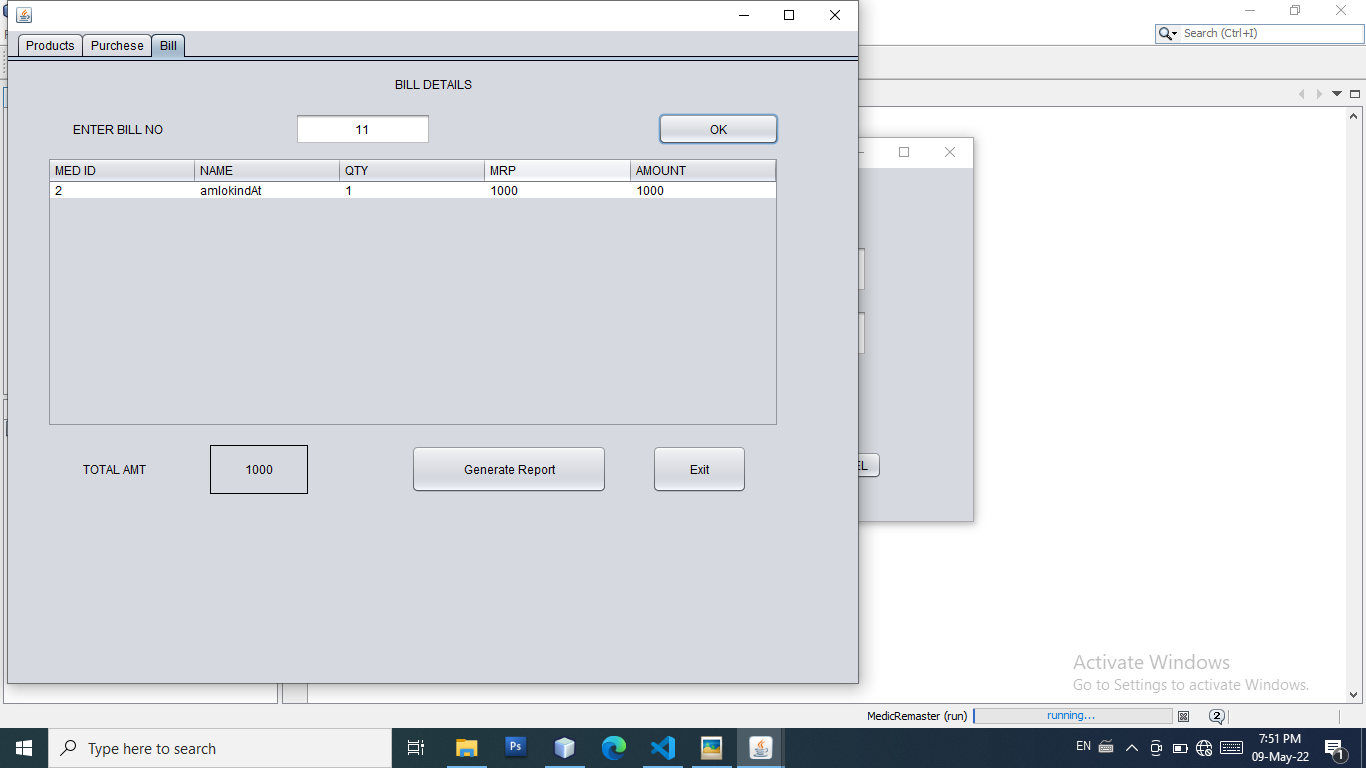 Products Purchese Bill
Search (Ctrl+I)
BILL DETAILS
ENTER BILL NO 11 OK
MED ID NAME QTY MRP AMOUNT
2 amlokindAt 1 1000 1000
EL
TOTAL AMT 1000 Generate Report Exit
Activate Windows
Go to Settings to activate Windows.
MedicRemaster (run) running... 2
Type here to search
Ps
EN
7:51 PM
09-May-22
1